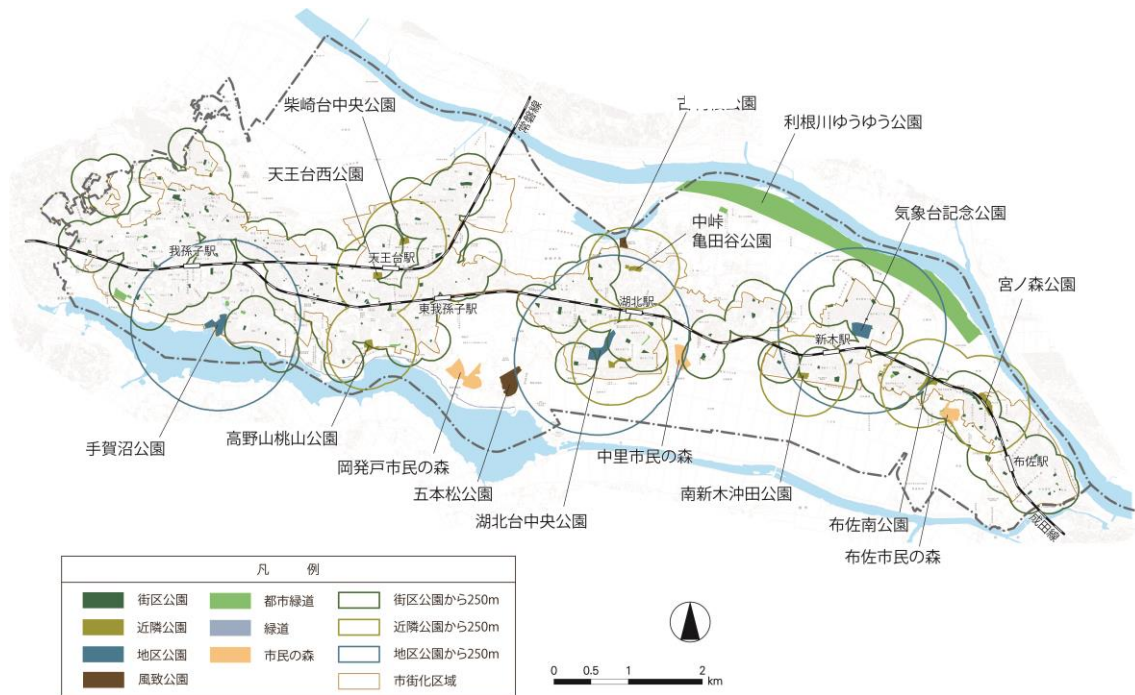 柴崎台中央公園
常磐線
公園
利根川ゆうゆう公園
天王台西公園
気象台記念公園
中峠
亀田谷公園
宮ノ森公園
我孫子駅
天王台駅
東我孫子駅
湖北駅
新木駅
布佐駅
手賀沼公園
高野山桃山公園
岡発戸市民の森
五本松公園
湖北台中央公園
中里市民の森
南新木沖田公園
布佐南公園
布佐市民の森
成田線
凡 例
街区公園 都市緑道 街区公園から250m
近隣公園 緑道 近隣公園から250m
地区公園 市民の森 地区公園から250m
風致公園 市街化区域
0 0.5 1 2
km